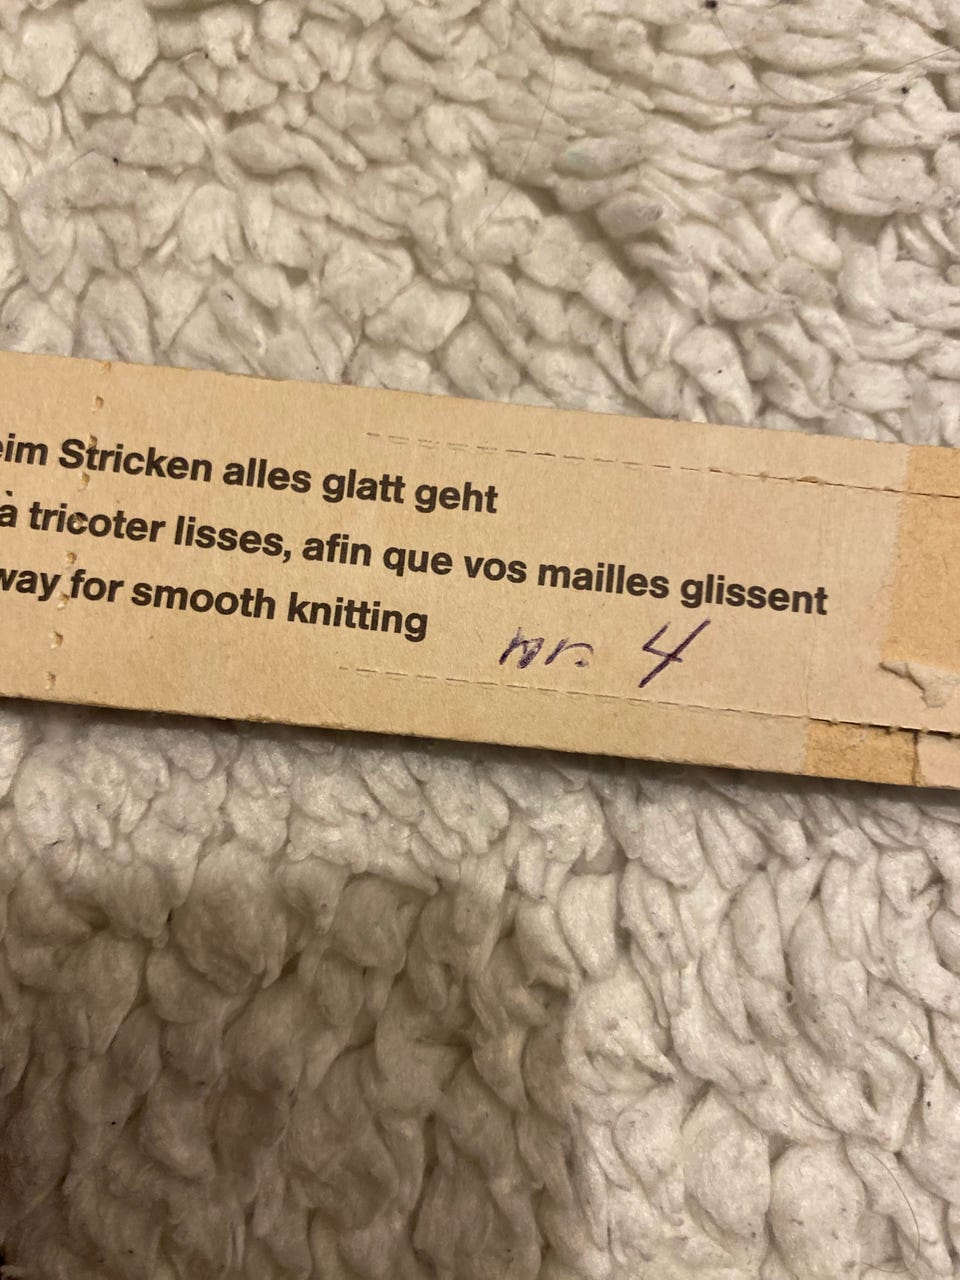 eim Stricken alles glatt geht
à tricoter lisses, afin que vos mailles glissent
way for smooth knitting
nr. 4